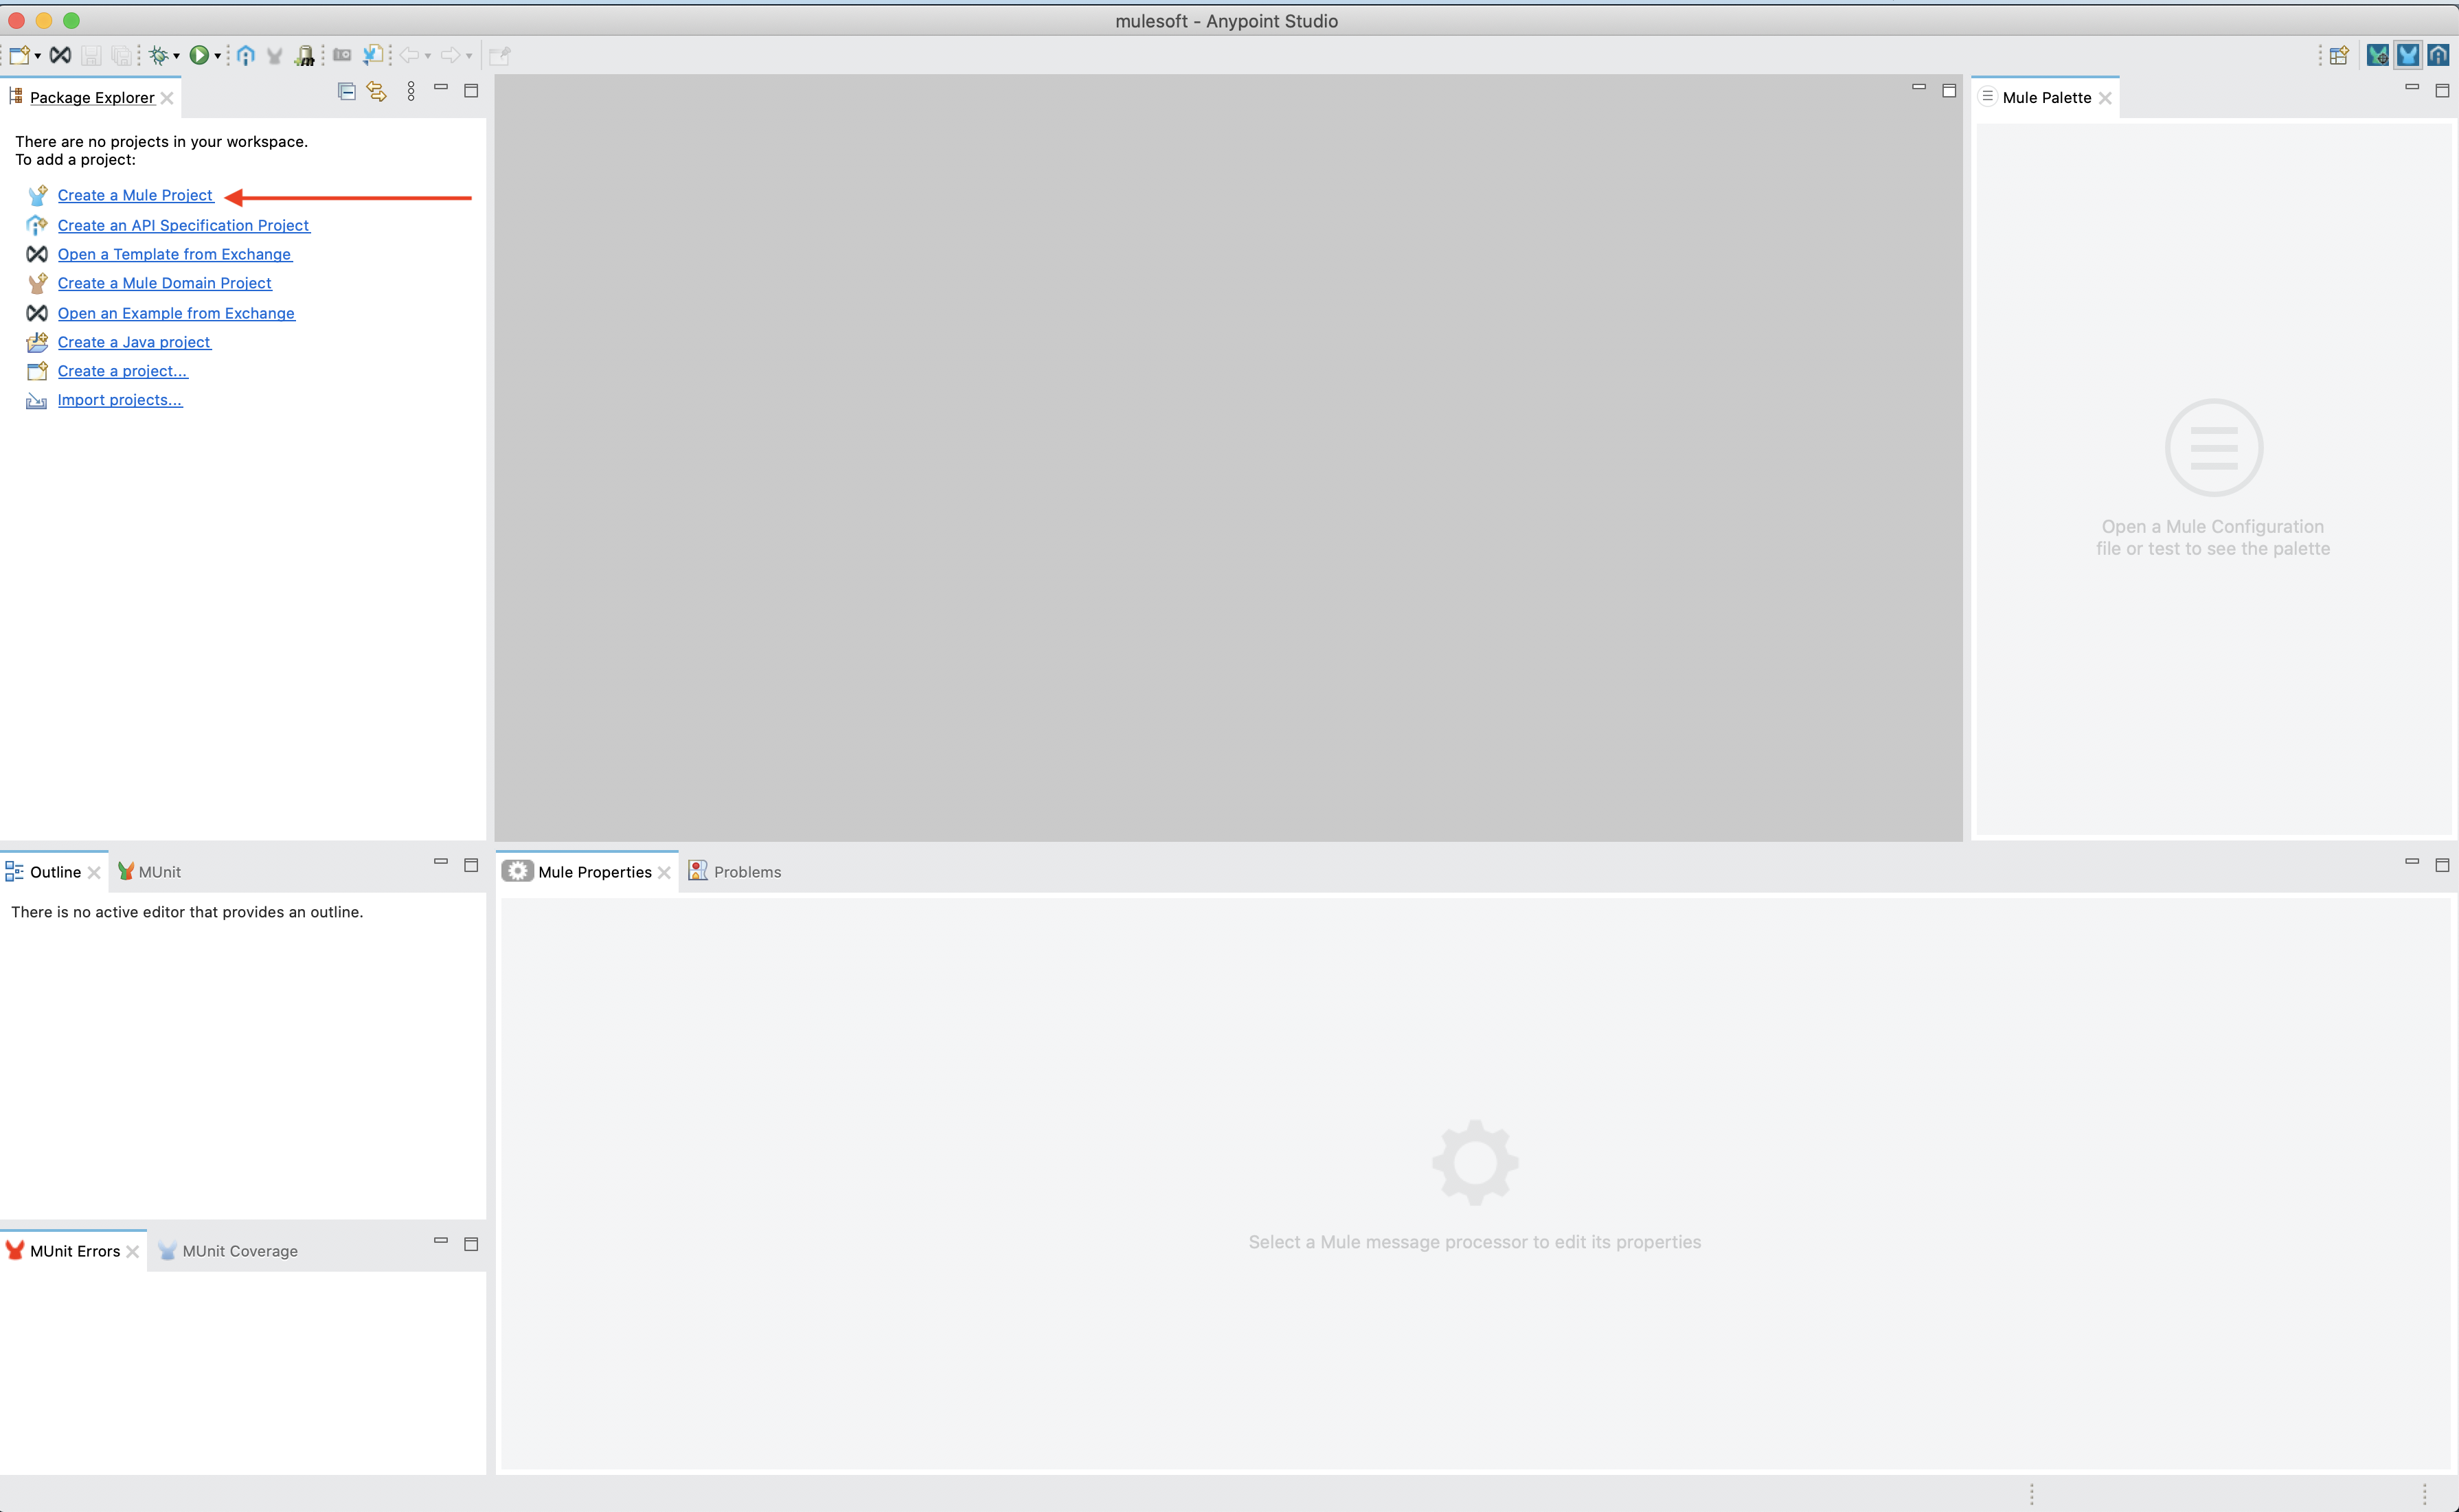 mulesoft - Anypoint Studio
Package Explorer
Mule Palette
There are no projects in your workspace.
To add a project:
Create a Mule Project
Create an API Specification Project
Open a Template from Exchange
Create a Mule Domain Project
Open an Example from Exchange
Create a Java project
Create a project...
Import projects...
Open a Mule Configuration
file or test to see the palette
Outline
MUnit
Mule Properties
Problems
There is no active editor that provides an outline.
Select a Mule message processor to edit its properties
MUnit Errors
MUnit Coverage